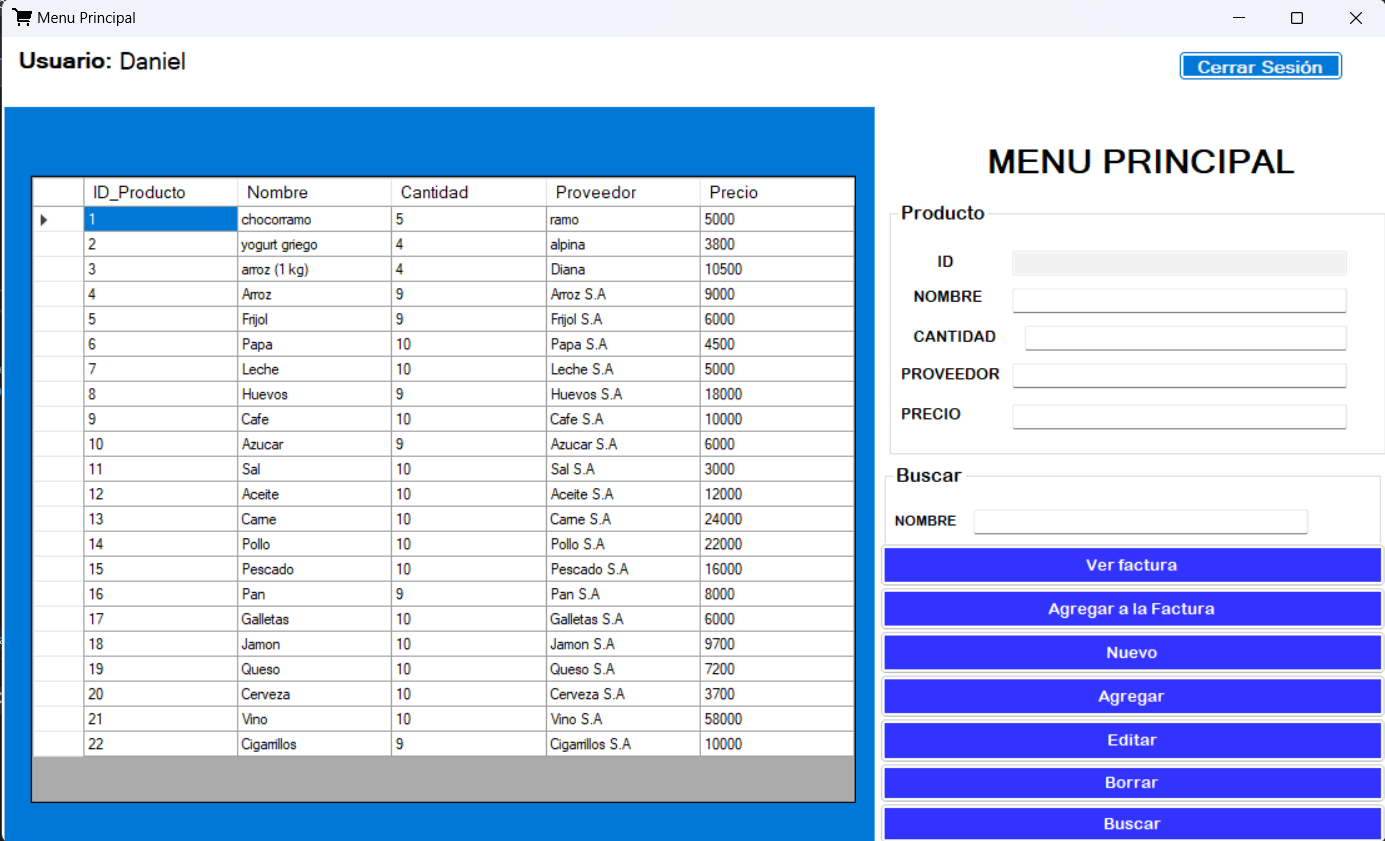 Menu Principal
Usuario: Daniel
Cerrar Sesión
ID_Producto Nombre Cantidad Proveedor Precio
1 chocorramo 5 ramo 5000
2 yogurt griego 4 alpina 3800
3 arroz (1 kg) 4 Diana 10500
4 Arroz 9 Arroz S.A 9000
5 Frijol 9 Frijol S.A 6000
6 Papa 10 Papa S.A 4500
7 Leche 10 Leche S.A 5000
8 Huevos 9 Huevos S.A 18000
9 Cafe 10 Cafe S.A 10000
10 Azucar 9 Azucar S.A 6000
11 Sal 10 Sal S.A 3000
12 Aceite 10 Aceite S.A 12000
13 Carne 10 Carne S.A 24000
14 Pollo 10 Pollo S.A 22000
15 Pescado 10 Pescado S.A 16000
16 Pan 9 Pan S.A 8000
17 Galletas 10 Galletas S.A 6000
18 Jamon 10 Jamon S.A 9700
19 Queso 10 Queso S.A 7200
20 Cerveza 10 Cerveza S.A 3700
21 Vino 10 Vino S.A 58000
22 Cigarrillos 9 Cigarrillos S.A 10000
MENU PRINCIPAL
Producto
ID
NOMBRE
CANTIDAD
PROVEEDOR
PRECIO
Buscar
NOMBRE
Ver factura
Agregar a la Factura
Nuevo
Agregar
Editar
Borrar
Buscar